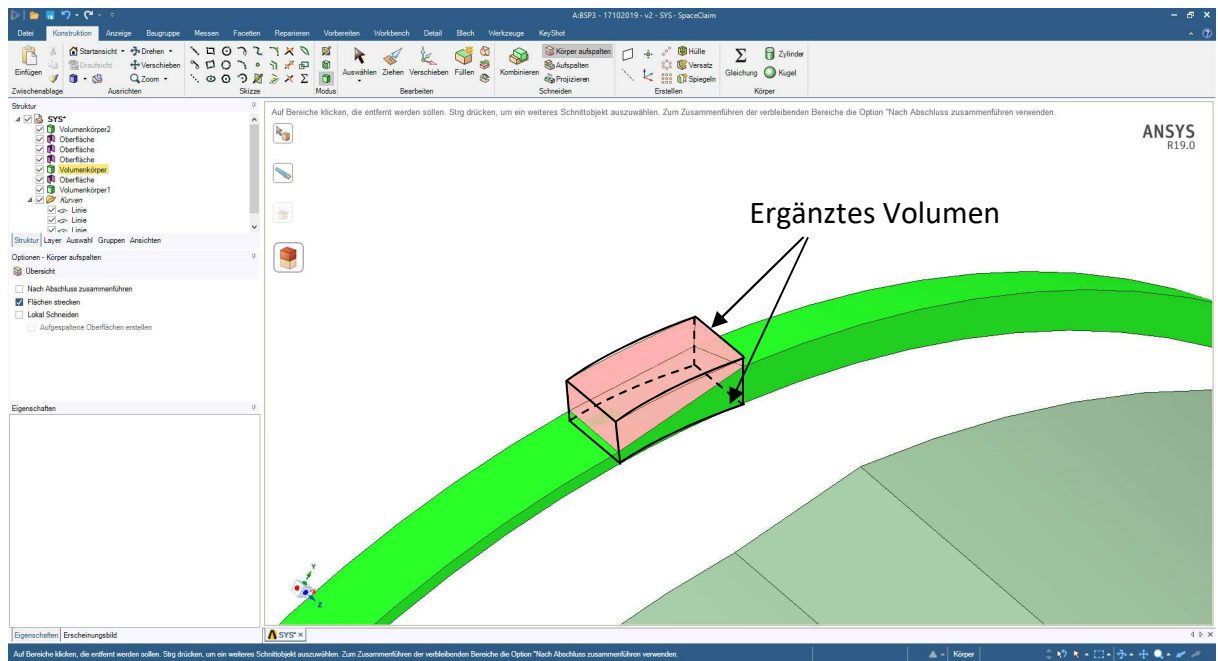 A:BSP3 - 17102019 - v2 - SYS - SpaceClaim
Datei Konstruktion Anzeige Baugruppe Messen Facetten Reparieren Vorbereiten Workbench Detail Blech Werkzeuge KeyShot
Einfügen
Startansicht
Draufsicht
Drehen
Verschieben
Zoom
Auswählen Ziehen Verschieben Füllen
Kombinieren
Körper aufspalten
Aufspalten
Projizieren
Hülle
Versatz
Spiegeln
Gleichung
Zylinder
Kugel
Zwischenablage Ausrichten Skizze Modus Bearbeiten Schneiden Erstellen Körper
Struktur
SYS*
Volumenkörper2
Oberfläche
Oberfläche
Oberfläche
Volumenkörper
Oberfläche
Volumenkörper1
Kurven
Linie
Linie
Linie
Struktur Layer Auswahl Gruppen Ansichten
Optionen - Körper aufspalten
Übersicht
Nach Abschluss zusammenführen
Flächen strecken
Lokal Schneiden
Aufgespaltene Oberflächen erstellen
Eigenschaften
Eigenschaften Erscheinungsbild
Auf Bereiche klicken, die entfernt werden sollen. Strg drücken, um ein weiteres Schnittobjekt auszuwählen. Zum Zusammenführen der verbleibenden Bereiche die Option "Nach Abschluss zusammenführen verwenden.
ANSYS
R19.0
Ergänztes Volumen
Y
Z
SYS*
Auf Bereiche klicken, die entfernt werden sollen. Strg drücken, um ein weiteres Schnittobjekt auszuwählen. Zum Zusammenführen der verbleibenden Bereiche die Option "Nach Abschluss zusammenführen verwenden.
Körper